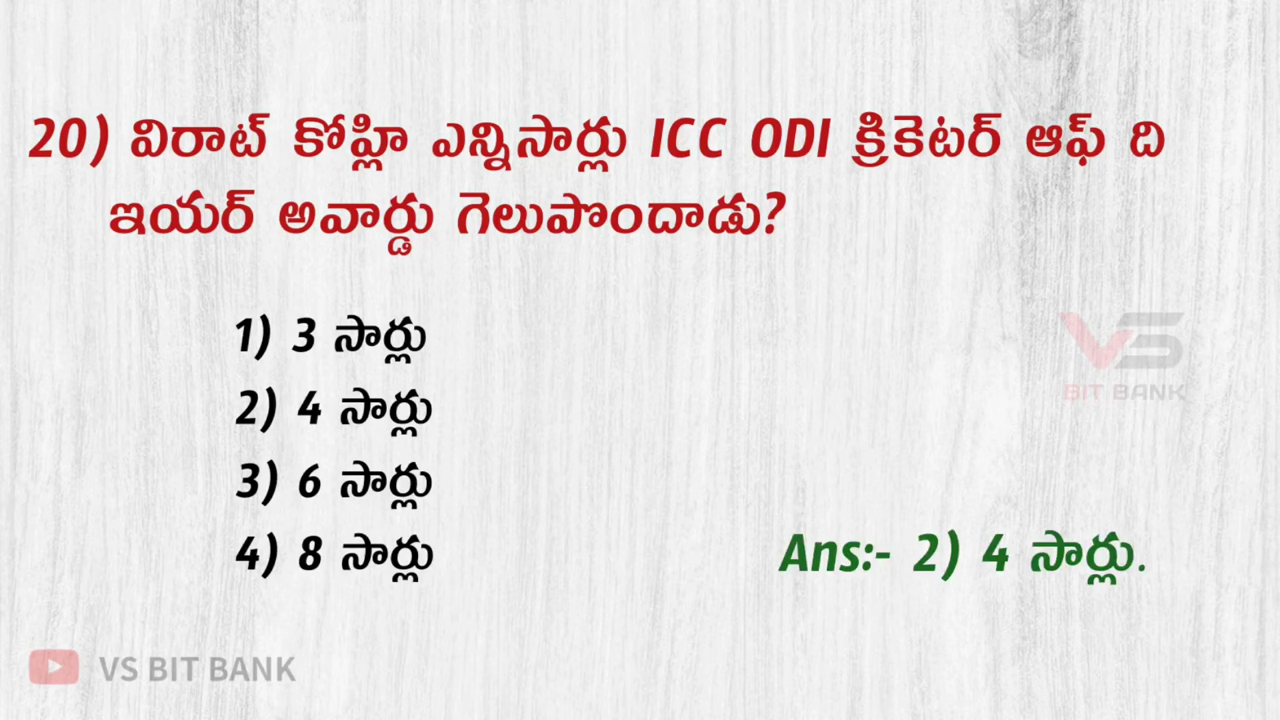 20) విరాట్ కోహ్లి ఎన్నిసార్లు ICC ODI క్రికెటర్ ఆఫ్ ది
ఇయర్ అవార్డు గెలుపొందాడు?
1) 3 సార్లు
2) 4 సార్లు
3) 6 సార్లు
4) 8 సార్లు
Ans:- 2) 4 సార్లు.
VS
BIT BANK
VS BIT BANK